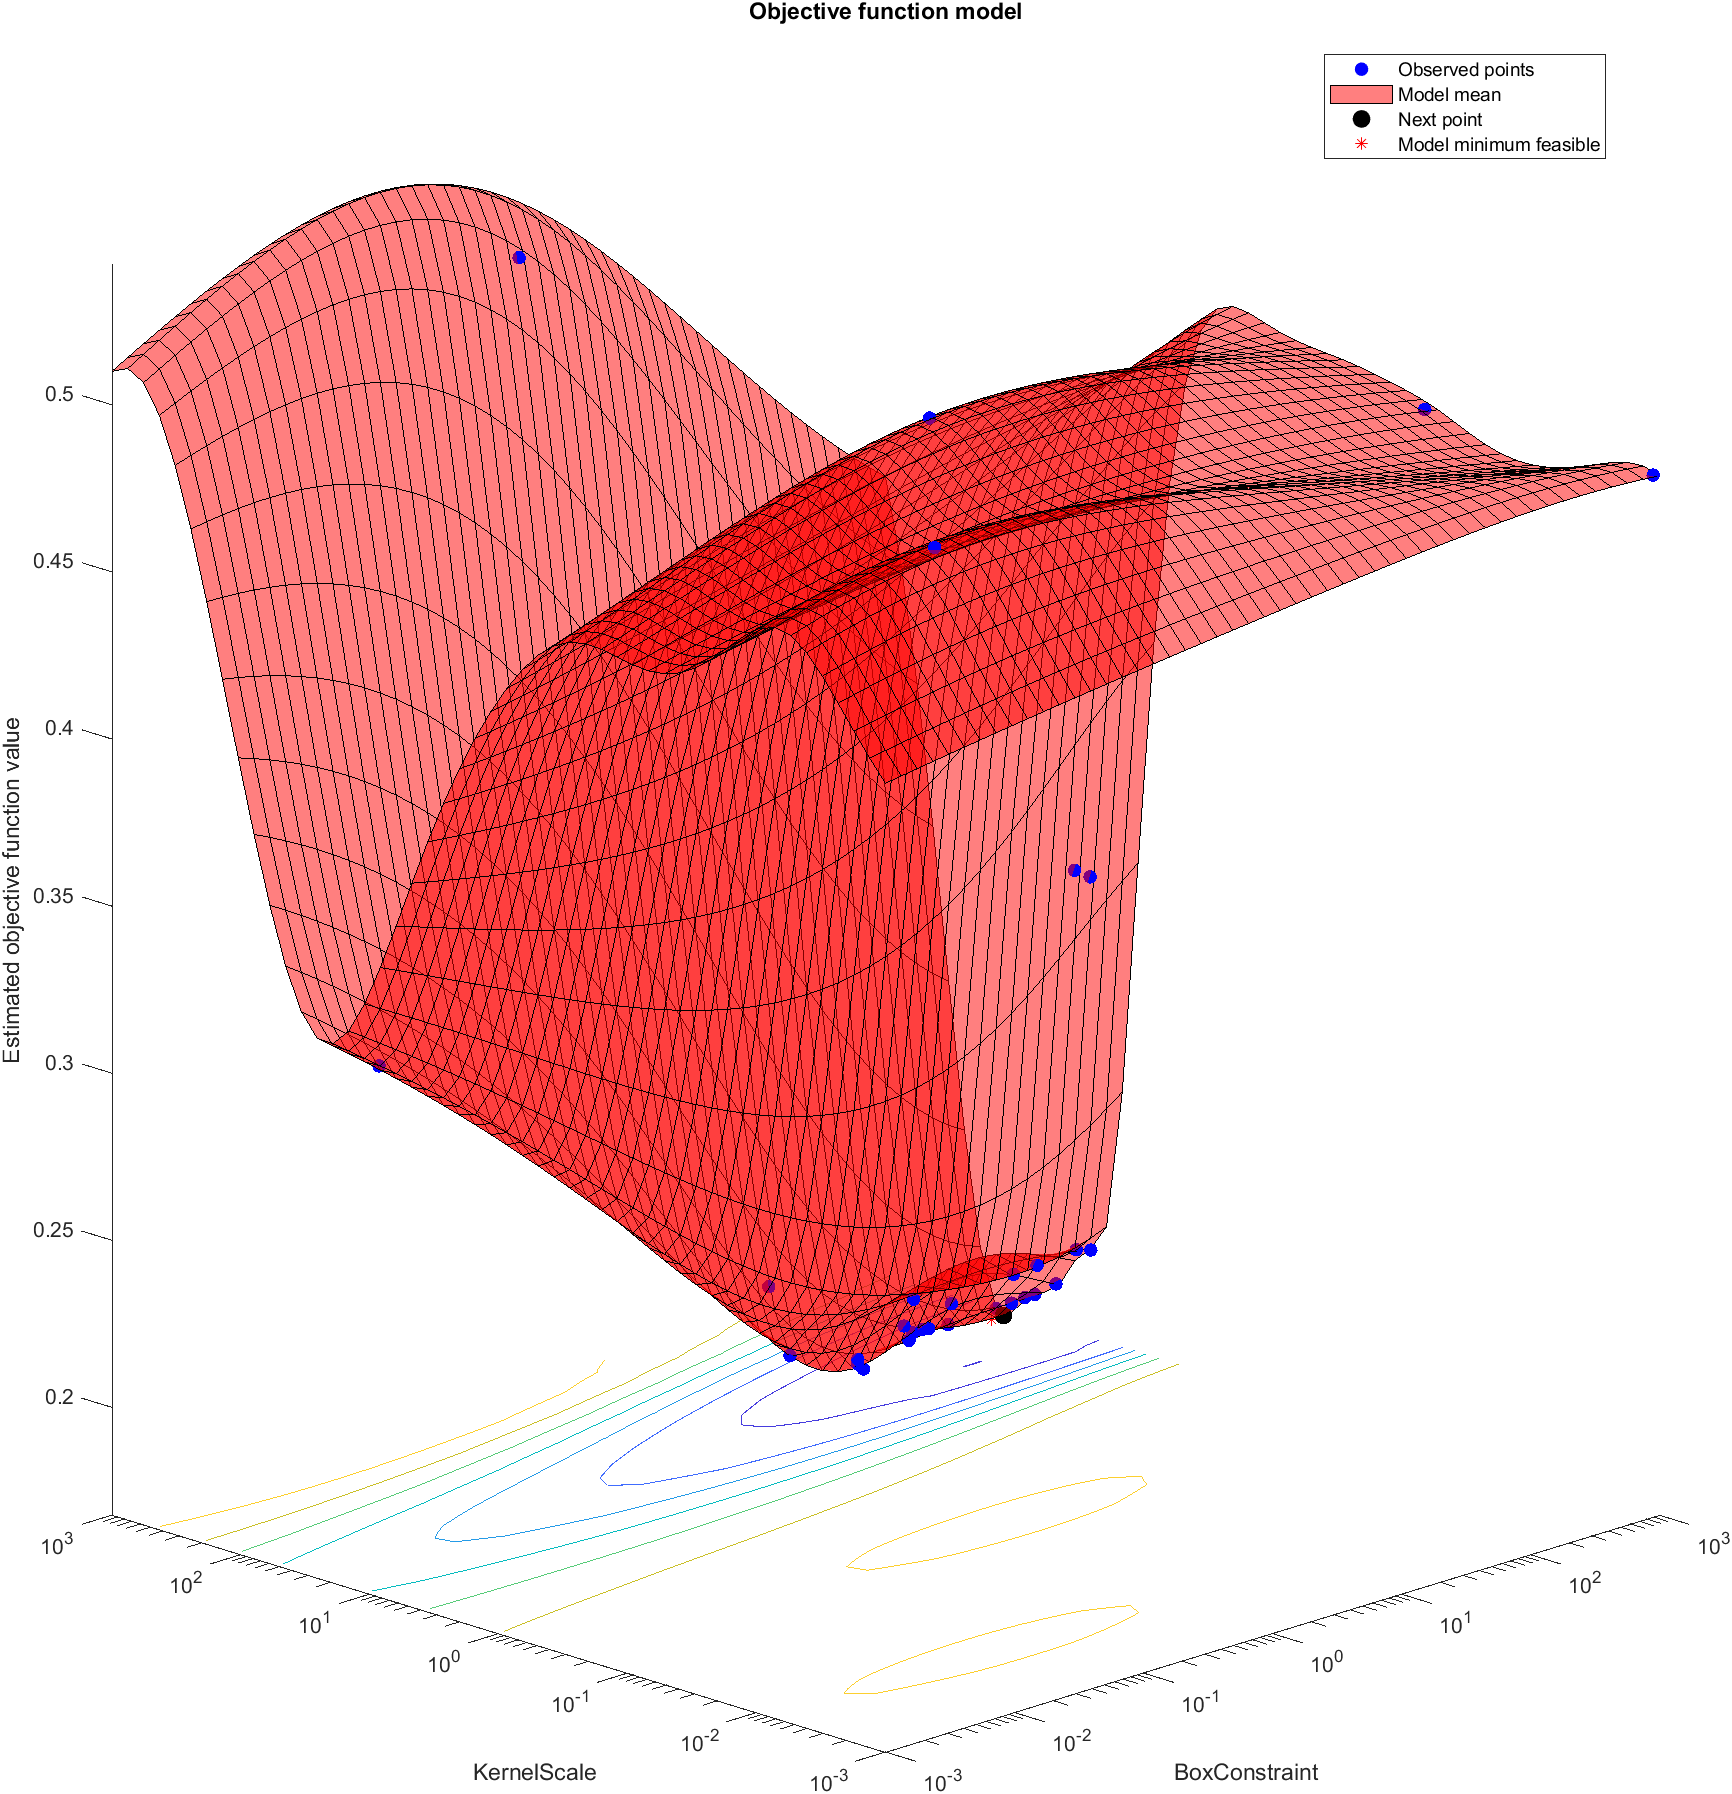 Objective function model
Observed points
Model mean
Next point
Model minimum feasible
0.5
0.45
0.4
0.35
0.3
0.25
0.2
Estimated objective function value
10^3
10^2
10^1
10^0
10^-1
10^-2
10^-3
KernelScale
10^-3
10^-2
10^-1
10^0
10^1
10^2
10^3
BoxConstraint